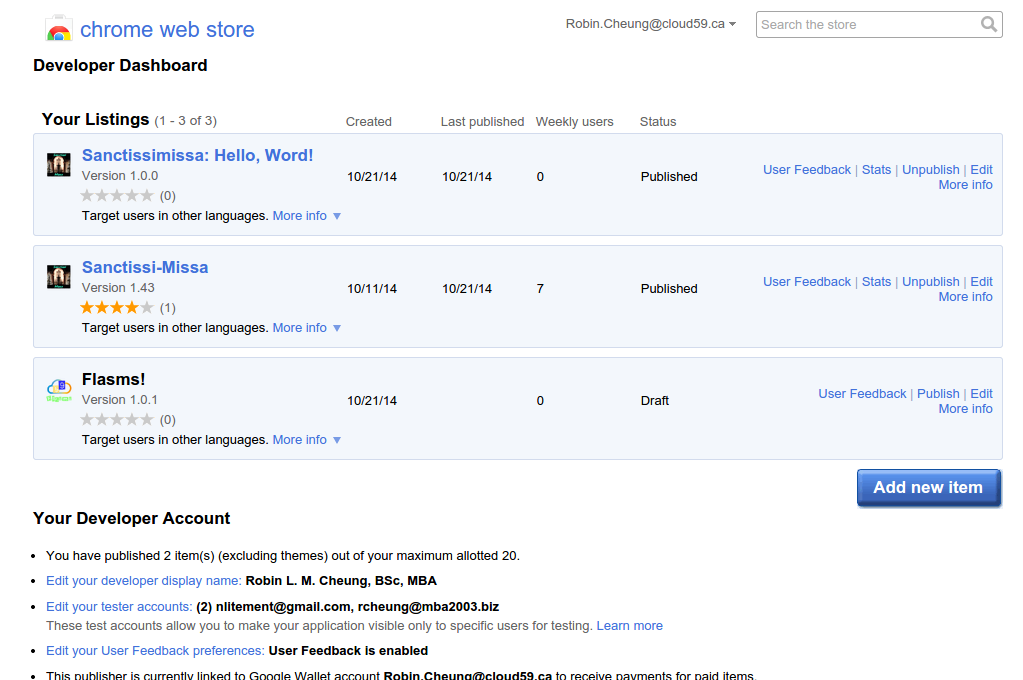 chrome web store
Robin.Cheung@cloud59.ca
Search the store
Developer Dashboard
Your Listings (1 - 3 of 3) Created Last published Weekly users Status
Sanctissimissa: Hello, Word!
Version 1.0.0
(0)
Target users in other languages. More info
10/21/14 10/21/14 0 Published
User Feedback | Stats | Unpublish | Edit
More info
Sanctissi-Missa
Version 1.43
(1)
Target users in other languages. More info
10/11/14 10/21/14 7 Published
User Feedback | Stats | Unpublish | Edit
More info
Flasms!
Version 1.0.1
(0)
Target users in other languages. More info
10/21/14 0 Draft
User Feedback | Publish | Edit
More info
Add new item
Your Developer Account
You have published 2 item(s) (excluding themes) out of your maximum allotted 20.
Edit your developer display name: Robin L. M. Cheung, BSc, MBA
Edit your tester accounts: (2) nlitement@gmail.com, rcheung@mba2003.biz
These test accounts allow you to make your application visible only to specific users for testing. Learn more
Edit your User Feedback preferences: User Feedback is enabled
This publisher is currently linked to Google Wallet account Robin.Cheung@cloud59.ca to receive payments for paid items.